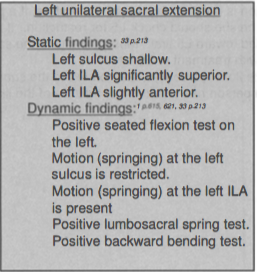 Left unilateral sacral extension
Static findings: 33 p.213
Left sulcus shallow.
Left ILA significantly superior.
Left ILA slightly anterior.
Dynamic findings:1 p.615, 621, 33 p.213
Positive seated flexion test on
the left.
Motion (springing) at the left
sulcus is restricted.
Motion (springing) at the left ILA
is present
Positive lumbosacral spring test.
Positive backward bending test.